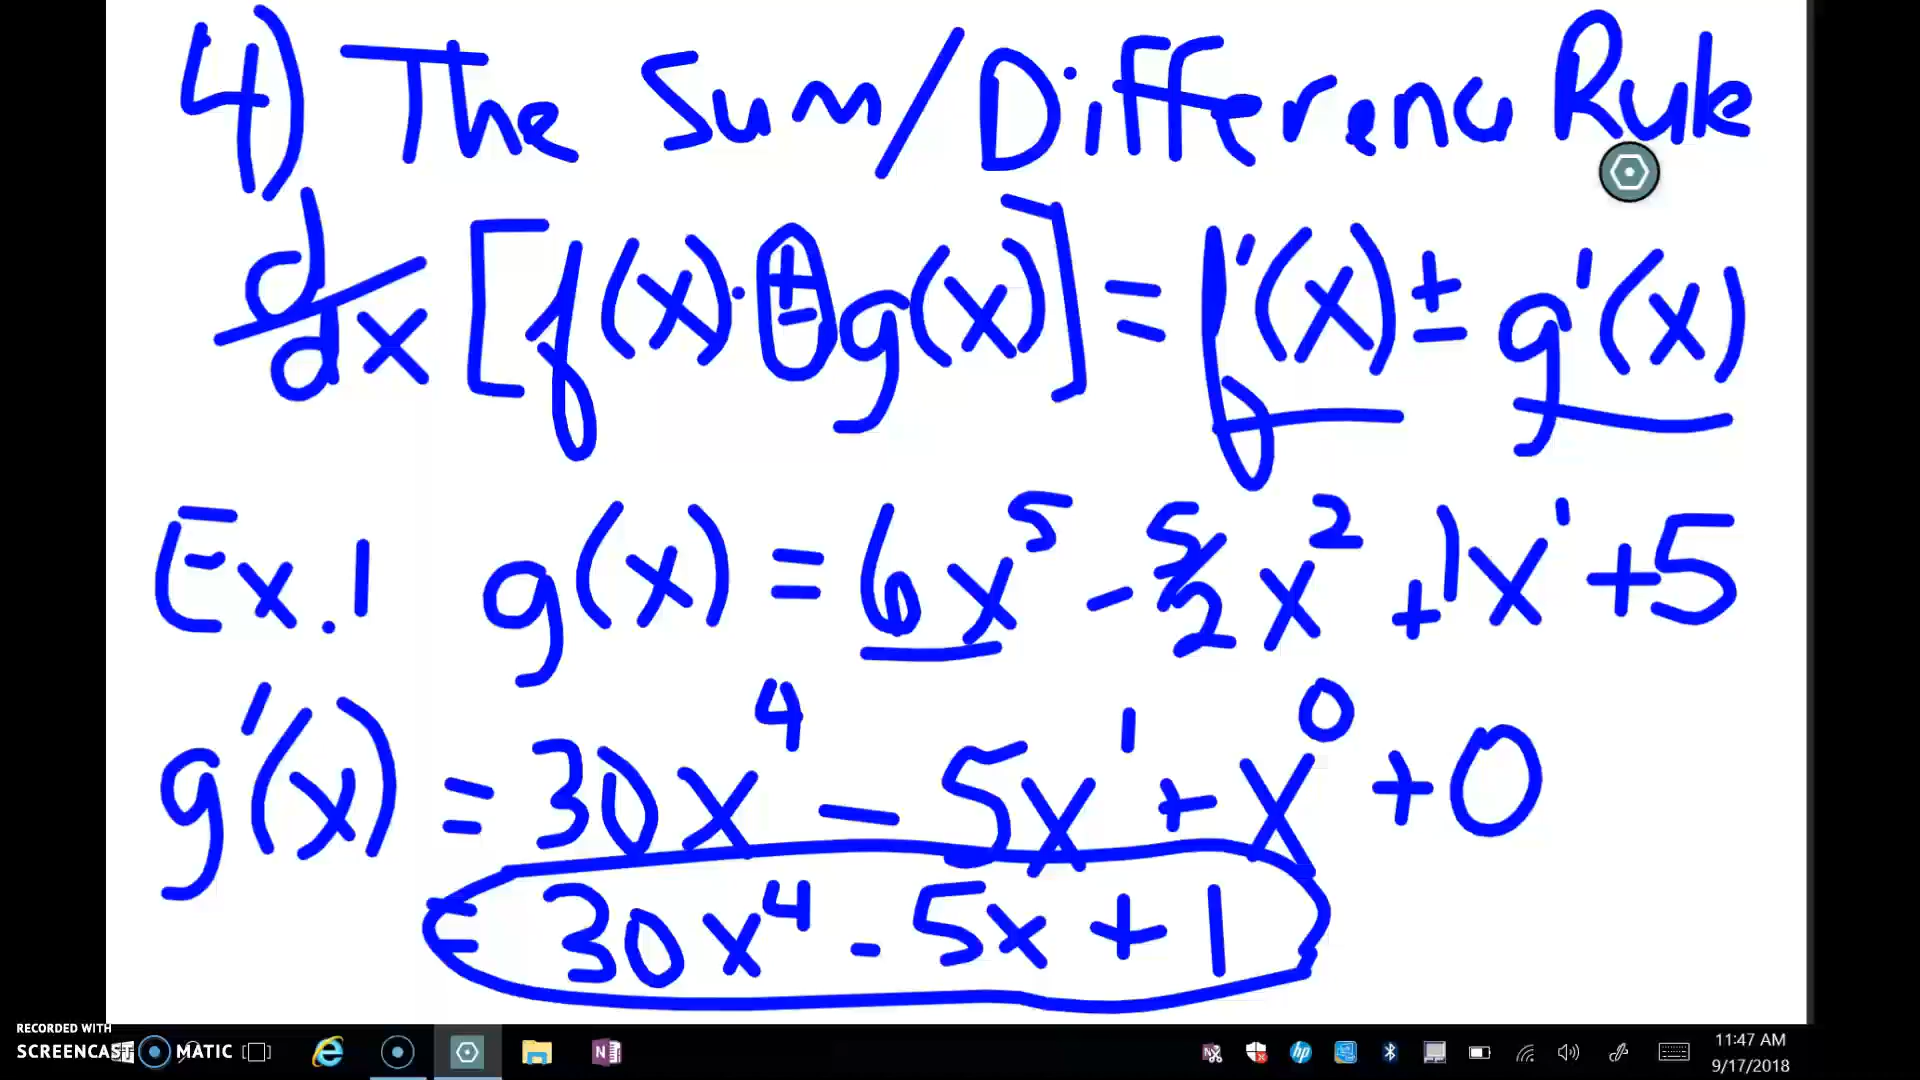 4) The Sum/Difference Rule
d/dx [f(x) · ± g(x)] = f'(x) ± g'(x)
Ex. 1 g(x) = 6x^5 - 5/2 x^2 + 1x^1 + 5
g'(x) = 30x^4 - 5x^1 + x^0 + 0
= 30x^4 - 5x + 1
RECORDED WITH
SCREENCAST MATIC
11:47 AM
9/17/2018